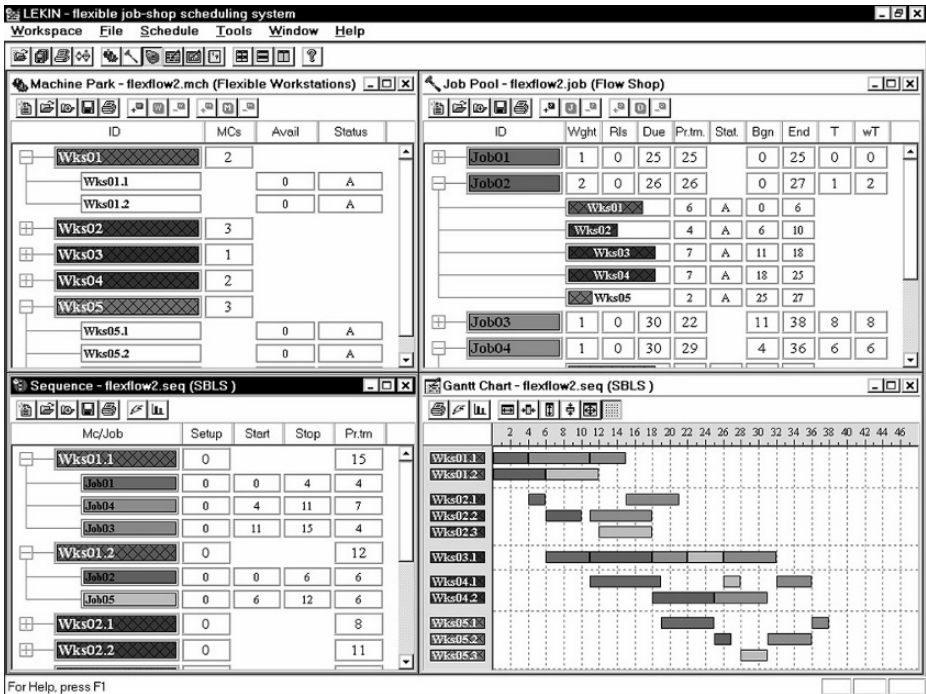 LEKIN - flexible job-shop scheduling system
Workspace File Schedule Tools Window Help
Machine Park - flexflow2.mch (Flexible Workstations)
ID MCs Avail Status
Wks01 2
Wks01.1 0 A
Wks01.2 0 A
Wks02 3
Wks03 1
Wks04 2
Wks05 3
Wks05.1 0 A
Wks05.2 0 A
Job Pool - flexflow2.job (Flow Shop)
ID Wght Rls Due Pr.tm. Stat. Bgn End T wT
Job01 1 0 25 25 0 25 0 0
Job02 2 0 26 26 0 27 1 2
Wks01 6 A 0 6
Wks02 4 A 6 10
Wks03 7 A 11 18
Wks04 7 A 18 25
Wks05 2 A 25 27
Job03 1 0 30 22 11 38 8 8
Job04 1 0 30 29 4 36 6 6
Sequence - flexflow2.seq (SBLS )
Mc/Job Setup Start Stop Pr.tm
Wks01.1 0 15
Job01 0 0 4 4
Job04 0 4 11 7
Job03 0 11 15 4
Wks01.2 0 12
Job02 0 0 6 6
Job05 0 6 12 6
Wks02.1 0 8
Wks02.2 0 11
Gantt Chart - flexflow2.seq (SBLS )
2 4 6 8 10 12 14 16 18 20 22 24 26 28 30 32 34 36 38 40 42 44 46
Wks01.1
Wks01.2
Wks02.1
Wks02.2
Wks02.3
Wks03.1
Wks04.1
Wks04.2
Wks05.1
Wks05.2
Wks05.3
For Help, press F1